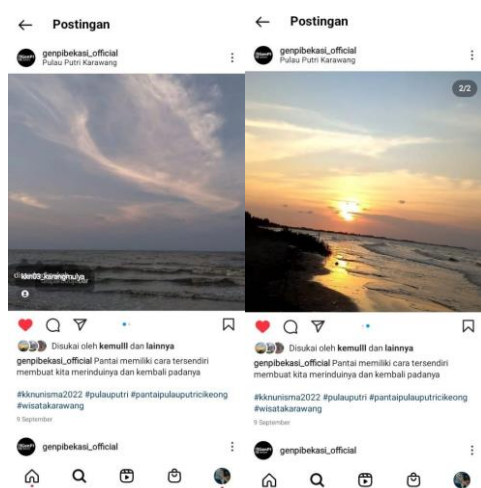 Postingan
genpibekasi_official
Pulau Putri Karawang
kkn03_karangmulya
Disukai oleh kemulll dan lainnya
genpibekasi_official Pantai memiliki cara tersendiri
membuat kita merinduinya dan kembali padanya
#kknunisma2022 #pulauputri #pantaipulauputricikeong
#wisatakarawang
9 September
genpibekasi_official
Postingan
genpibekasi_official
Pulau Putri Karawang
2/2
Disukai oleh kemulll dan lainnya
genpibekasi_official Pantai memiliki cara tersendiri
membuat kita merinduinya dan kembali padanya
#kknunisma2022 #pulauputri #pantaipulauputricikeong
#wisatakarawang
9 September
genpibekasi_official